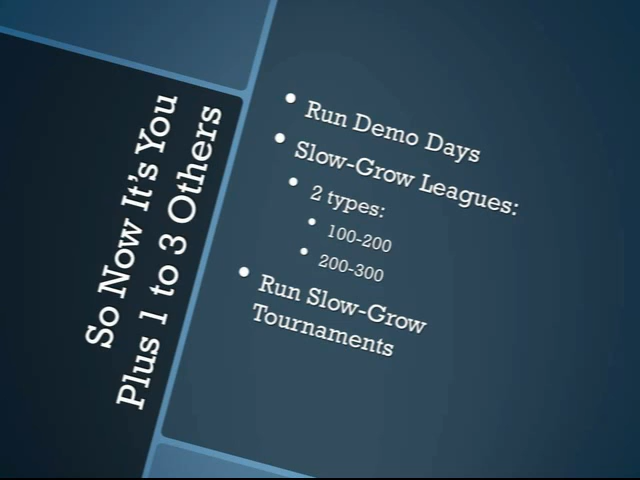 So Now It's You
Plus 1 to 3 Others
Run Demo Days
Slow-Grow Leagues:
2 types:
100-200
200-300
Run Slow-Grow
Tournaments